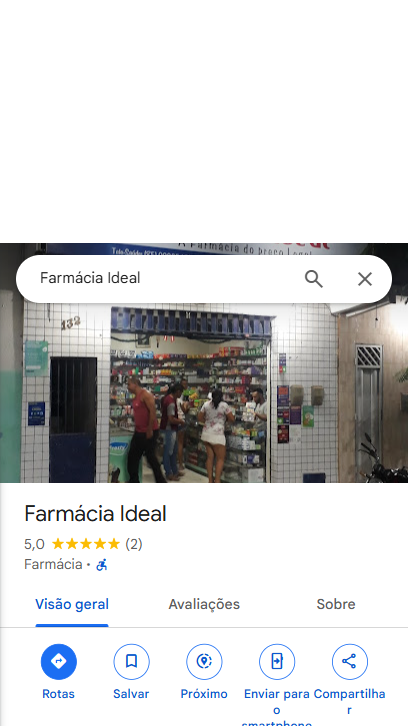 A Farmácia do preço Legal
Farmácia Ideal
132
Farmácia Ideal
5,0 (2)
Farmácia ·
Visão geral Avaliações Sobre
Rotas Salvar Próximo Enviar para o smartphone Compartilhar